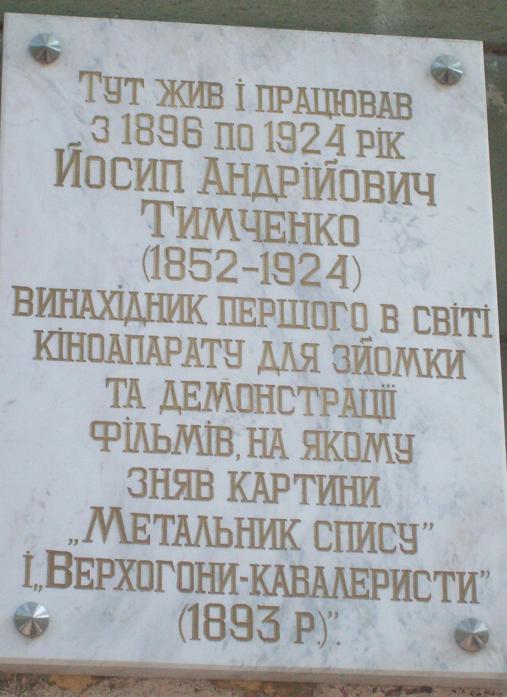 Тут жив і працював
з 1896 по 1924 рік
Йосип Андрійович
Тимченко
(1852-1924)
винахідник першого в світі
кіноапарату для зйомки
та демонстрації
фільмів, на якому
зняв картини
„Метальник спису”
і „Верхогони-кавалеристи”
(1893 р.)”.